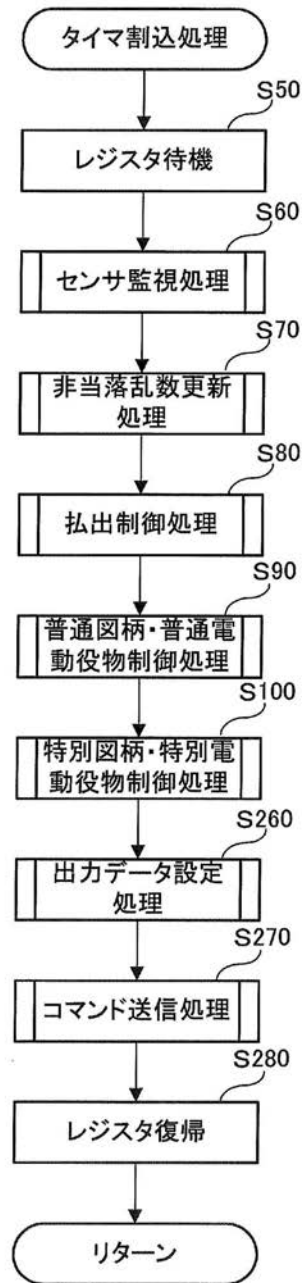 タイマ割込処理
S50
レジスタ待機
S60
センサ監視処理
S70
非当落乱数更新
処理
S80
払出制御処理
S90
普通図柄・普通電
動役物制御処理
S100
特別図柄・特別電
動役物制御処理
S260
出力データ設定
処理
S270
コマンド送信処理
S280
レジスタ復帰
リターン